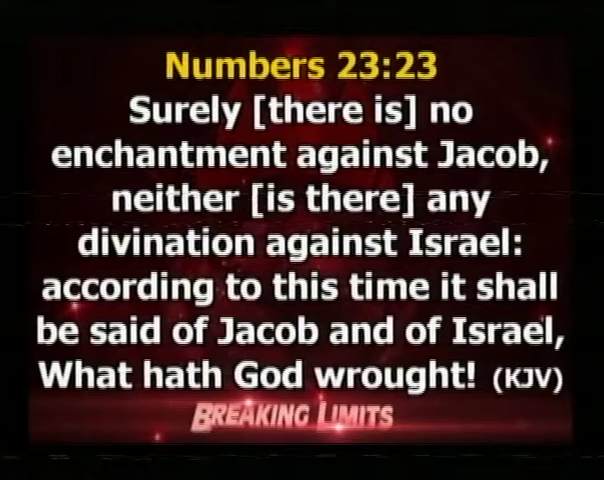 Numbers 23:23
Surely [there is] no
enchantment against Jacob,
neither [is there] any
divination against Israel:
according to this time it shall
be said of Jacob and of Israel,
What hath God wrought! (KJV)
BREAKING LIMITS